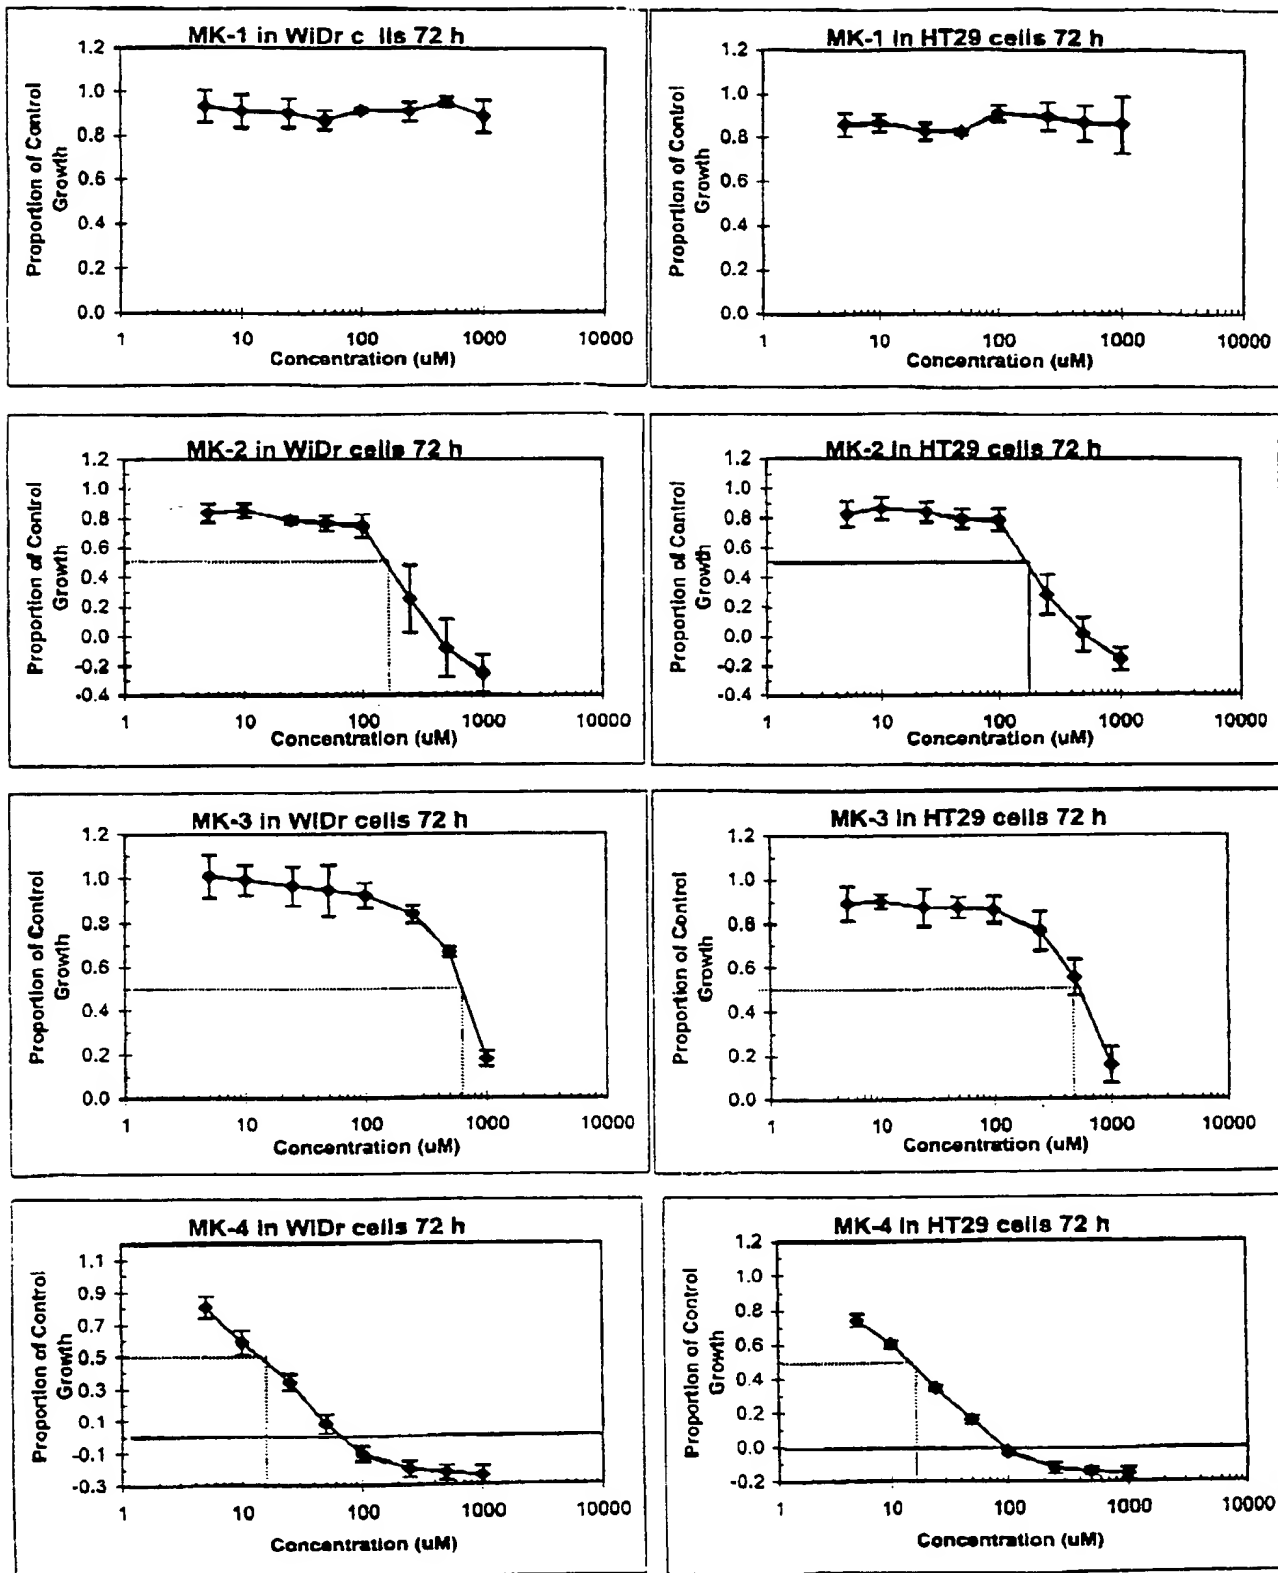 MK-1 in WiDr c lls 72 h
1.2
1.0
0.8
0.6
0.4
0.2
0.0
Proportion of Control
Growth
1 10 100 1000 10000
Concentration (uM)
MK-1 in HT29 cells 72 h
1.2
1.0
0.8
0.6
0.4
0.2
0.0
Proportion of Control
Growth
1 10 100 1000 10000
Concentration (uM)
MK-2 in WiDr cells 72 h
1.2
1.0
0.8
0.6
0.4
0.2
0.0
-0.2
-0.4
Proportion of Control
Growth
1 10 100 1000 10000
Concentration (uM)
MK-2 in HT29 cells 72 h
1.2
1.0
0.8
0.6
0.4
0.2
0.0
-0.2
-0.4
Proportion of Control
Growth
1 10 100 1000 10000
Concentration (uM)
MK-3 in WiDr cells 72 h
1.2
1.0
0.8
0.6
0.4
0.2
0.0
Proportion of Control
Growth
1 10 100 1000 10000
Concentration (uM)
MK-3 in HT29 cells 72 h
1.2
1.0
0.8
0.6
0.4
0.2
0.0
Proportion of Control
Growth
1 10 100 1000 10000
Concentration (uM)
MK-4 in WiDr cells 72 h
1.1
0.9
0.7
0.5
0.3
0.1
-0.1
-0.3
Proportion of Control
Growth
1 10 100 1000 10000
Concentration (uM)
MK-4 in HT29 cells 72 h
1.2
1.0
0.8
0.6
0.4
0.2
0.0
-0.2
Proportion of Control
Growth
1 10 100 1000 10000
Concentration (uM)